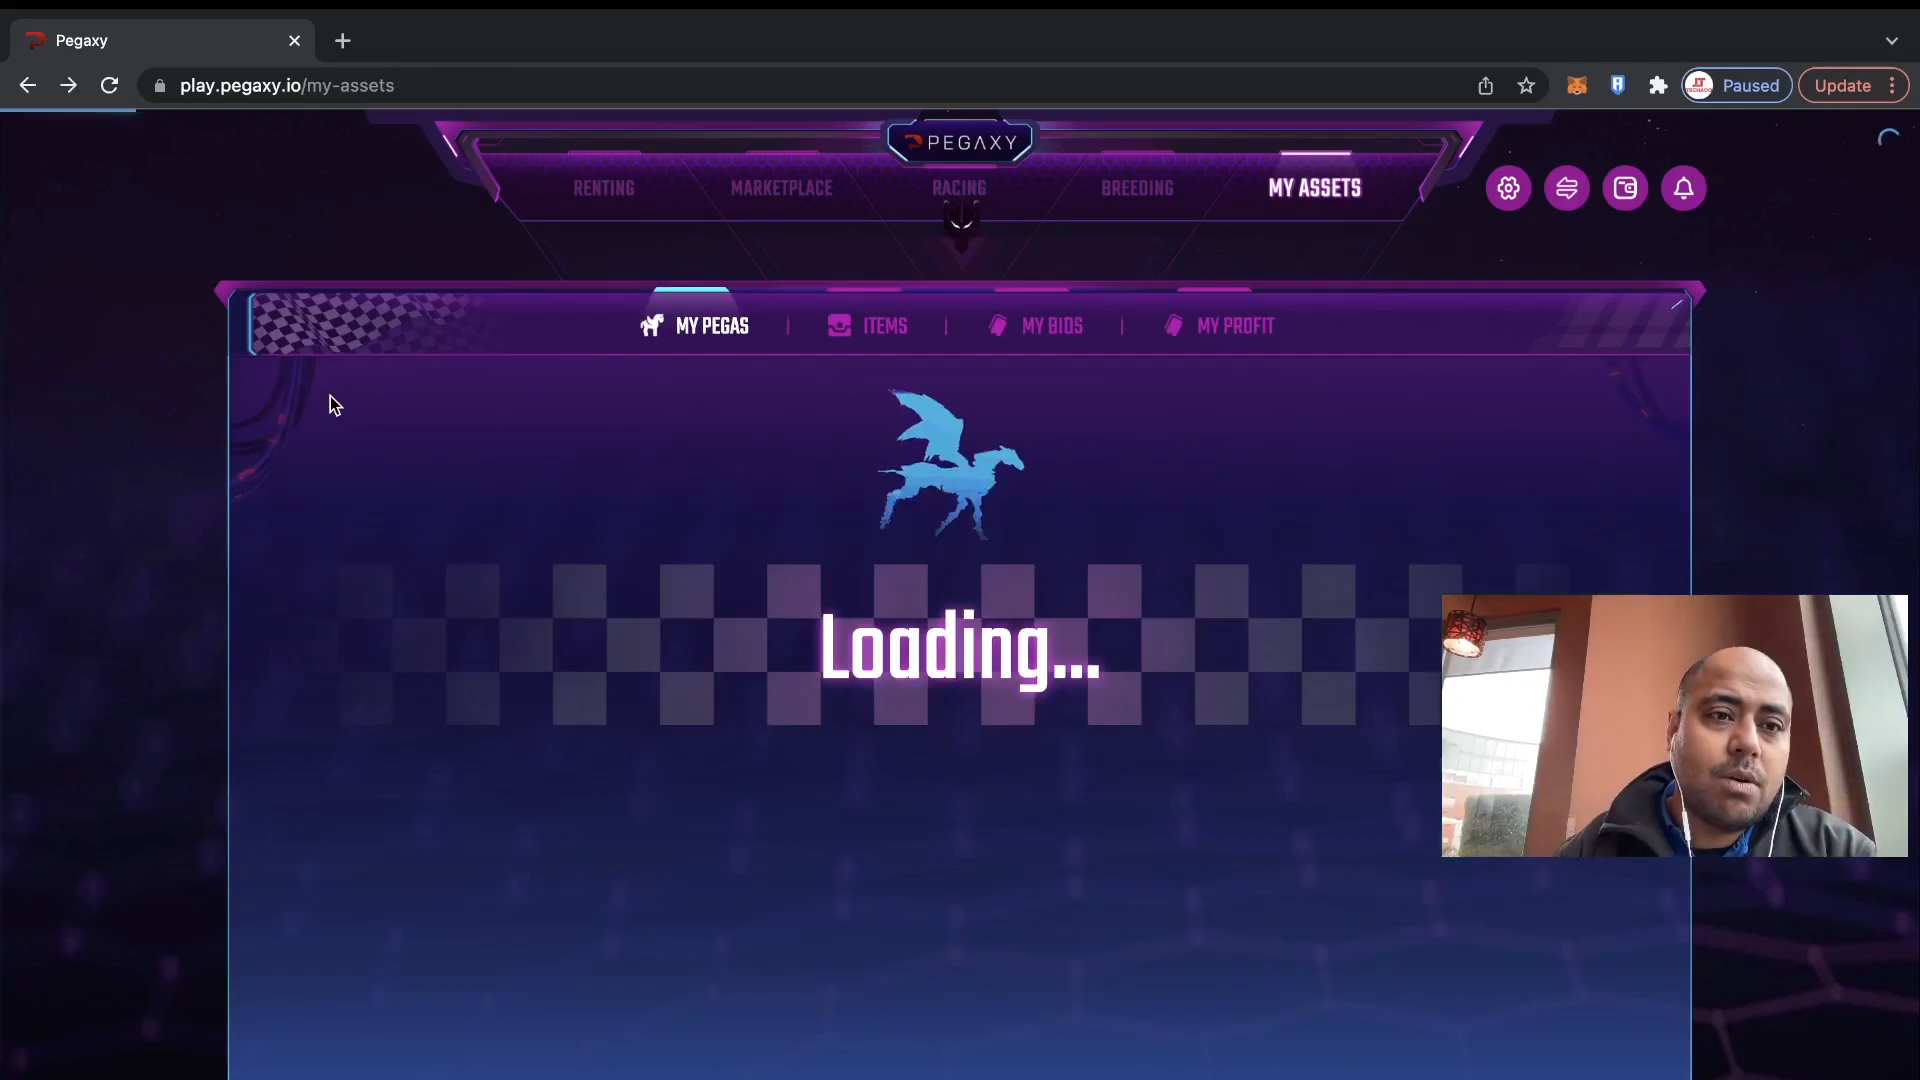 Pegaxy
play.pegaxy.io/my-assets
Paused
Update
PEGAXY
RENTING
MARKETPLACE
RACING
BREEDING
MY ASSETS
MY PEGAS
ITEMS
MY BIDS
MY PROFIT
Loading...